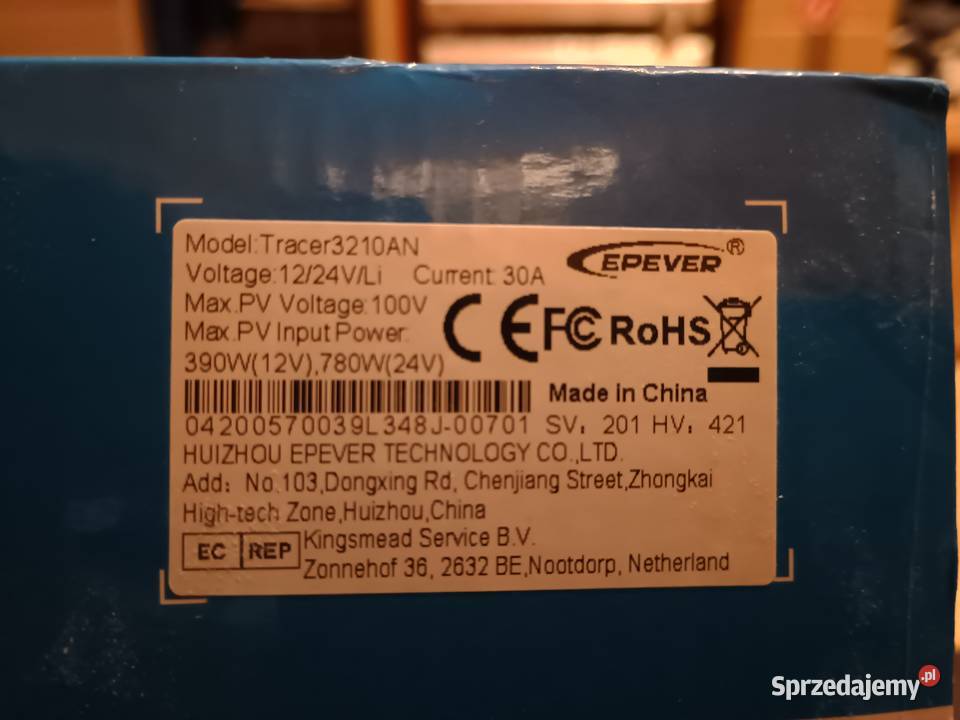 Model:Tracer3210AN
EPEVER®
Voltage:12/24V/Li Current: 30A
Max.PV Voltage:100V
Max.PV Input Power:
390W(12V),780W(24V)
CE FC RoHS
Made in China
04200570039L348J-00701 SV: 201 HV: 421
HUIZHOU EPEVER TECHNOLOGY CO.,LTD.
Add: No.103,Dongxing Rd, Chenjiang Street,Zhongkai
High-tech Zone,Huizhou,China
EC REP
Kingsmead Service B.V.
Zonnehof 36, 2632 BE,Nootdorp, Netherland
Sprzedajemy.pl